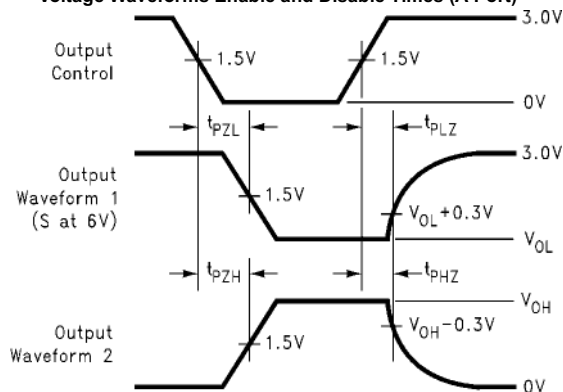 Voltage Waveforms Enable and Disable Times (A Port)
Output
Control
3.0V
1.5V
1.5V
0V
tPZL
tPLZ
Output
Waveform 1
(S at 6V)
3.0V
1.5V
VOL+0.3V
VOL
tPZH
tPHZ
Output
Waveform 2
VOH
1.5V
VOH−0.3V
0V